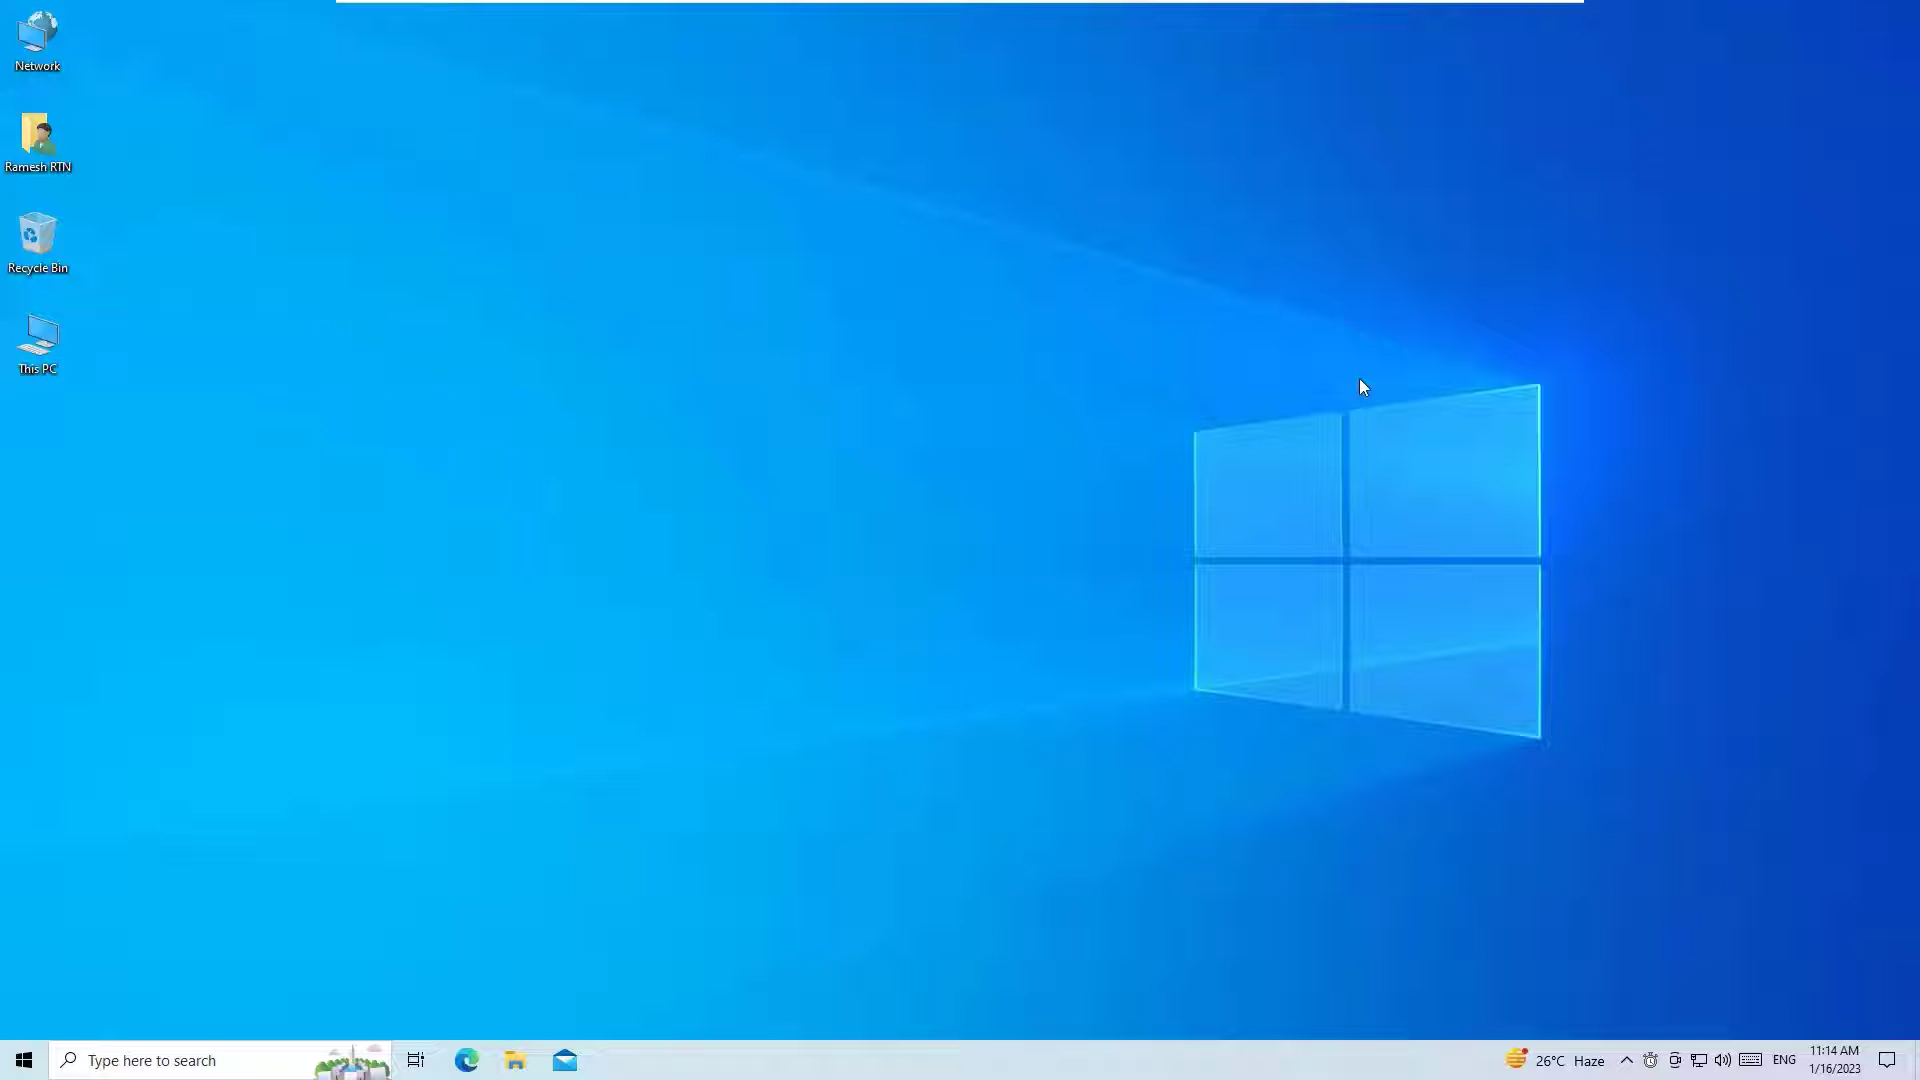 Network
Ramesh RTN
Recycle Bin
This PC
Type here to search
26°C Haze
ENG
11:14 AM
1/16/2023